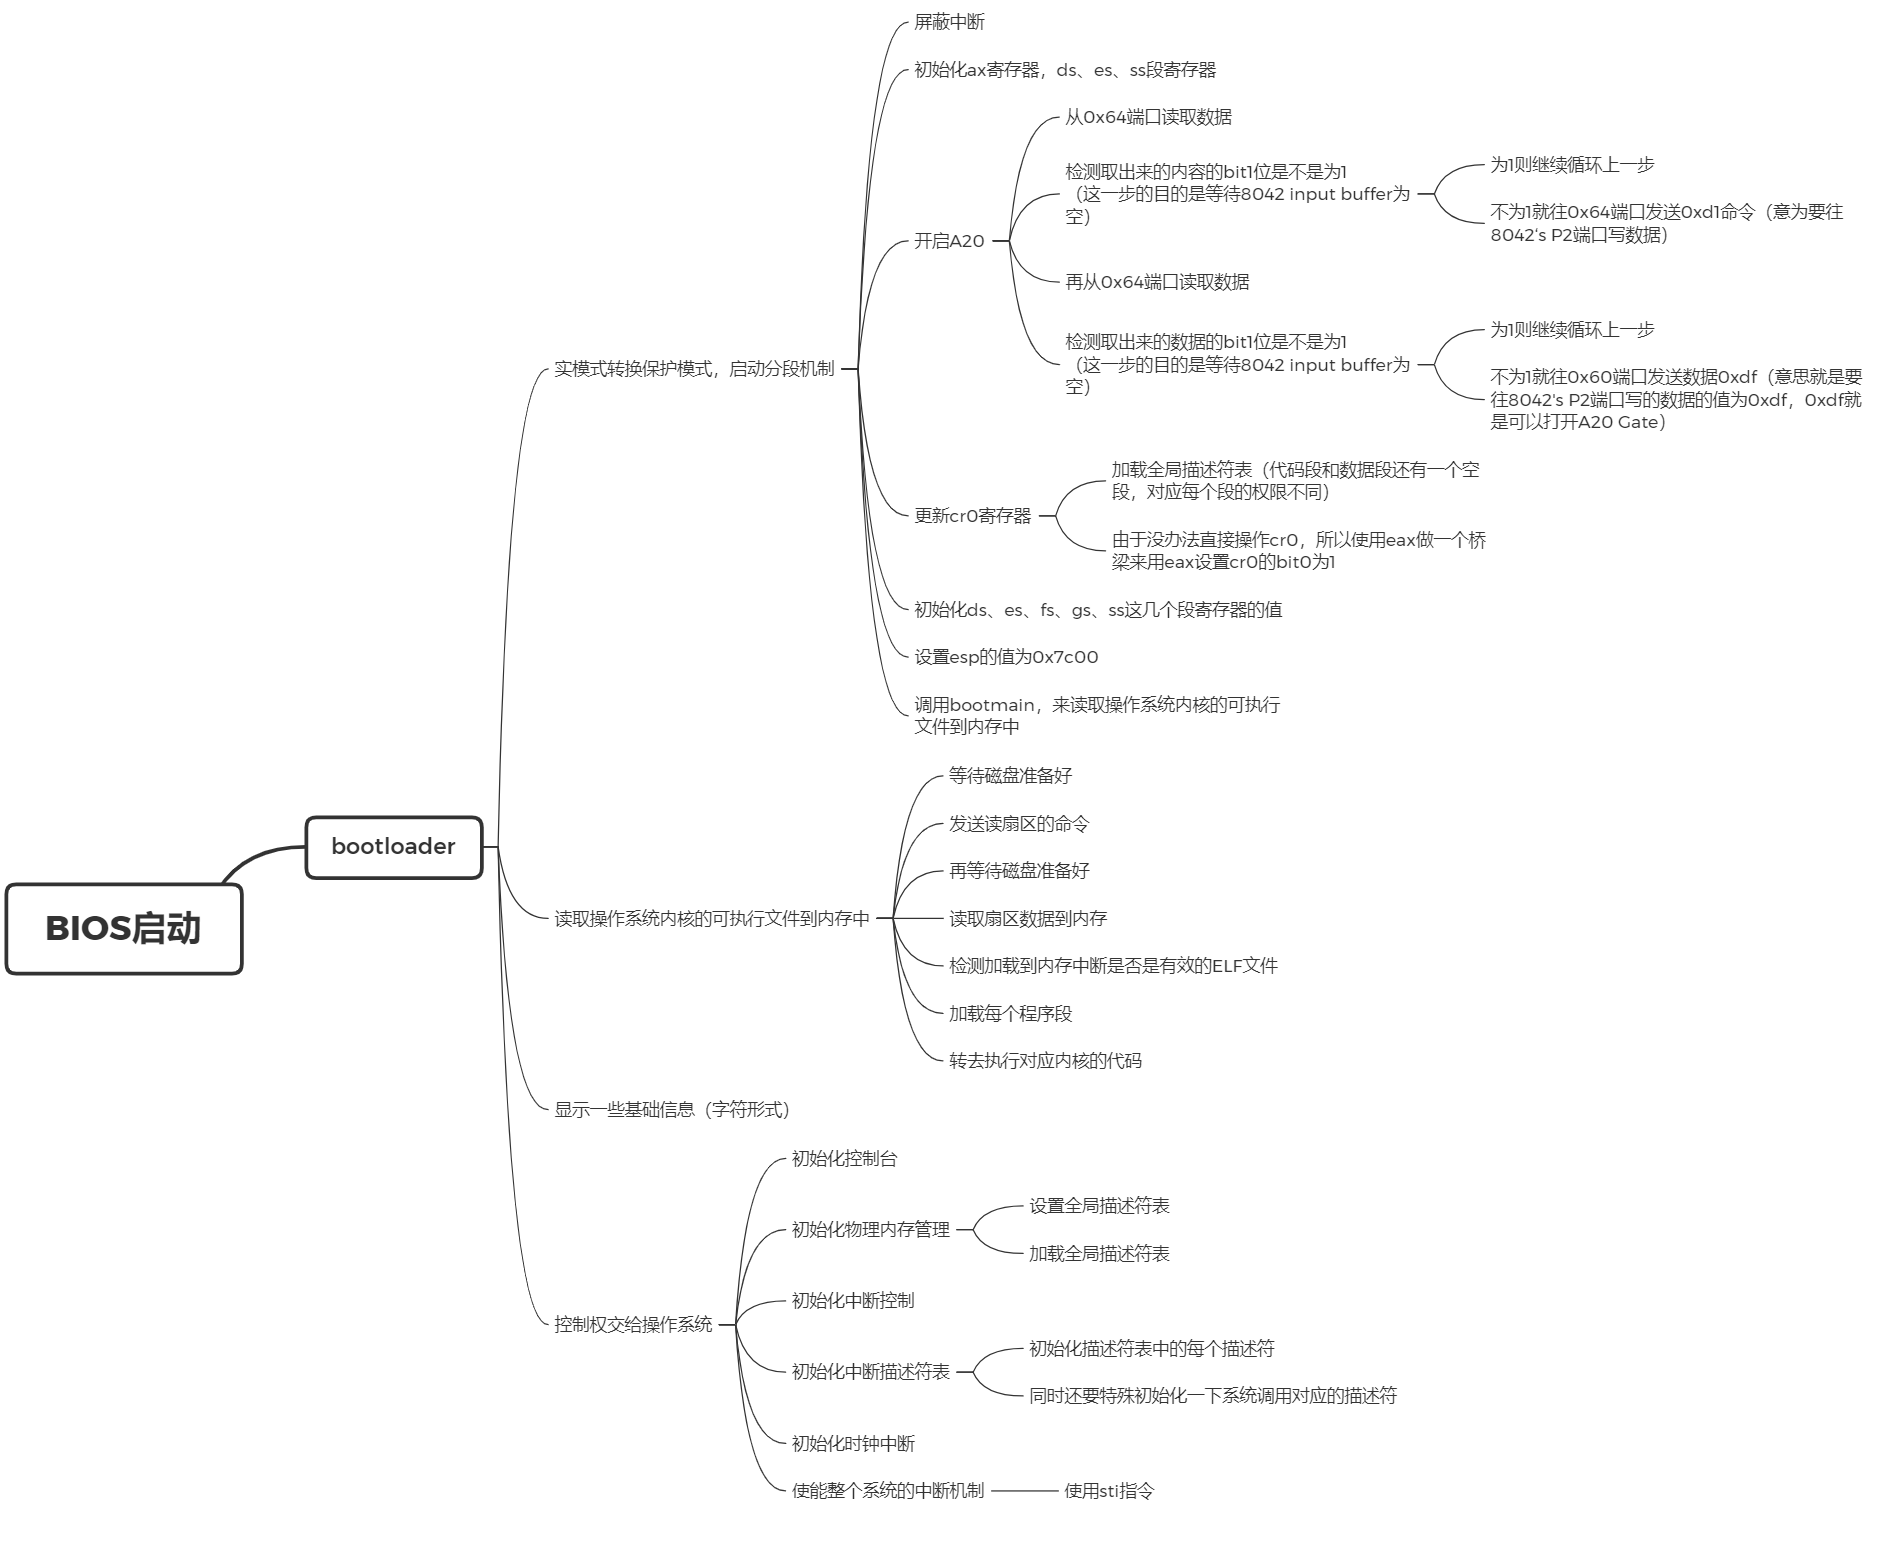 BIOS启动
bootloader
实模式转换保护模式，启动分段机制
屏蔽中断
初始化ax寄存器，ds、es、ss段寄存器
开启A20
从0x64端口读取数据
检测取出来的内容的bit1位是不是为1
（这一步的目的是等待8042 input buffer为
空）
为1则继续循环上一步
不为1就往0x64端口发送0xd1命令（意为要往
8042‘s P2端口写数据）
再从0x64端口读取数据
检测取出来的数据的bit1位是不是为1
（这一步的目的是等待8042 input buffer为
空）
为1则继续循环上一步
不为1就往0x60端口发送数据0xdf（意思就是要
往8042's P2端口写的数据的值为0xdf，0xdf就
是可以打开A20 Gate）
更新cr0寄存器
加载全局描述符表（代码段和数据段还有一个空
段，对应每个段的权限不同）
由于没办法直接操作cr0，所以使用eax做一个桥
梁来用eax设置cr0的bit0为1
初始化ds、es、fs、gs、ss这几个段寄存器的值
设置esp的值为0x7c00
调用bootmain，来读取操作系统内核的可执行
文件到内存中
读取操作系统内核的可执行文件到内存中
等待磁盘准备好
发送读扇区的命令
再等待磁盘准备好
读取扇区数据到内存
检测加载到内存中断是否是有效的ELF文件
加载每个程序段
转去执行对应内核的代码
显示一些基础信息（字符形式）
控制权交给操作系统
初始化控制台
初始化物理内存管理
设置全局描述符表
加载全局描述符表
初始化中断控制
初始化中断描述符表
初始化描述符表中的每个描述符
同时还要特殊初始化一下系统调用对应的描述符
初始化时钟中断
使能整个系统的中断机制
使用sti指令